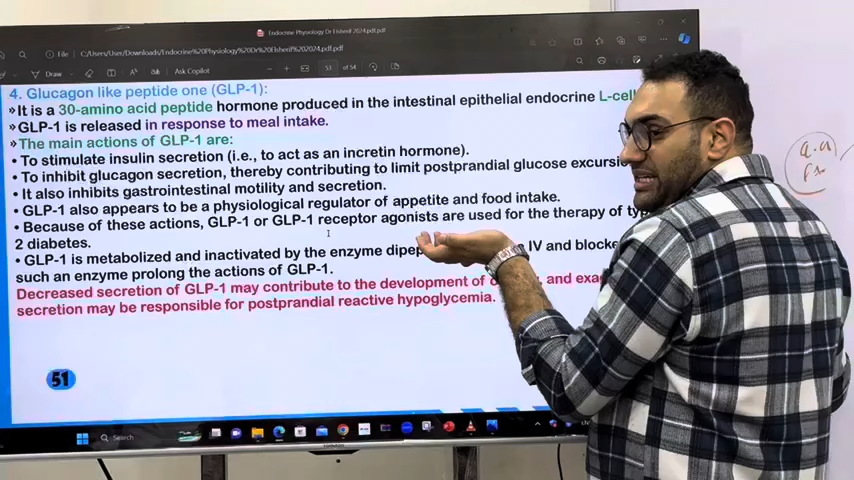 Endocrine Physiology Dr Elsherif 2024.pdf.pdf
File C:/Users/User/Downloads/Endocrine%20Physiology%20Dr%20Elsherif%202024.pdf.pdf
Draw Ask Copilot 53 of 54
4. Glucagon like peptide one (GLP-1):
It is a 30-amino acid peptide hormone produced in the intestinal epithelial endocrine L-cell
GLP-1 is released in response to meal intake.
The main actions of GLP-1 are:
• To stimulate insulin secretion (i.e., to act as an incretin hormone).
• To inhibit glucagon secretion, thereby contributing to limit postprandial glucose excursi
• It also inhibits gastrointestinal motility and secretion.
• GLP-1 also appears to be a physiological regulator of appetite and food intake.
• Because of these actions, GLP-1 or GLP-1 receptor agonists are used for the therapy of ty
2 diabetes.
• GLP-1 is metabolized and inactivated by the enzyme dipep IV and blocke
such an enzyme prolong the actions of GLP-1.
Decreased secretion of GLP-1 may contribute to the development of and exa
secretion may be responsible for postprandial reactive hypoglycemia.
51
Search